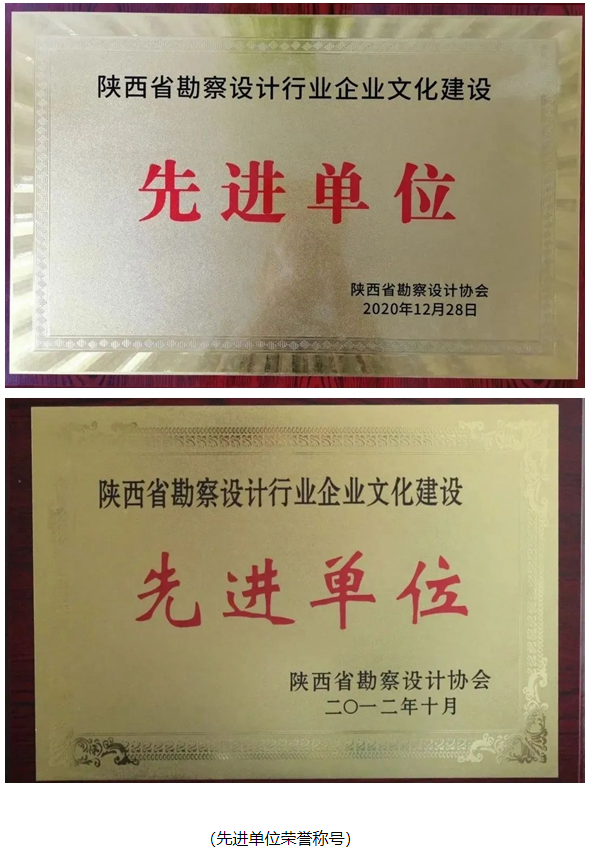 陕西省勘察设计行业企业文化建设
先进单位
陕西省勘察设计协会
2020年12月28日
陕西省勘察设计行业企业文化建设
先进单位
陕西省勘察设计协会
二〇一二年十月
(先进单位荣誉称号)